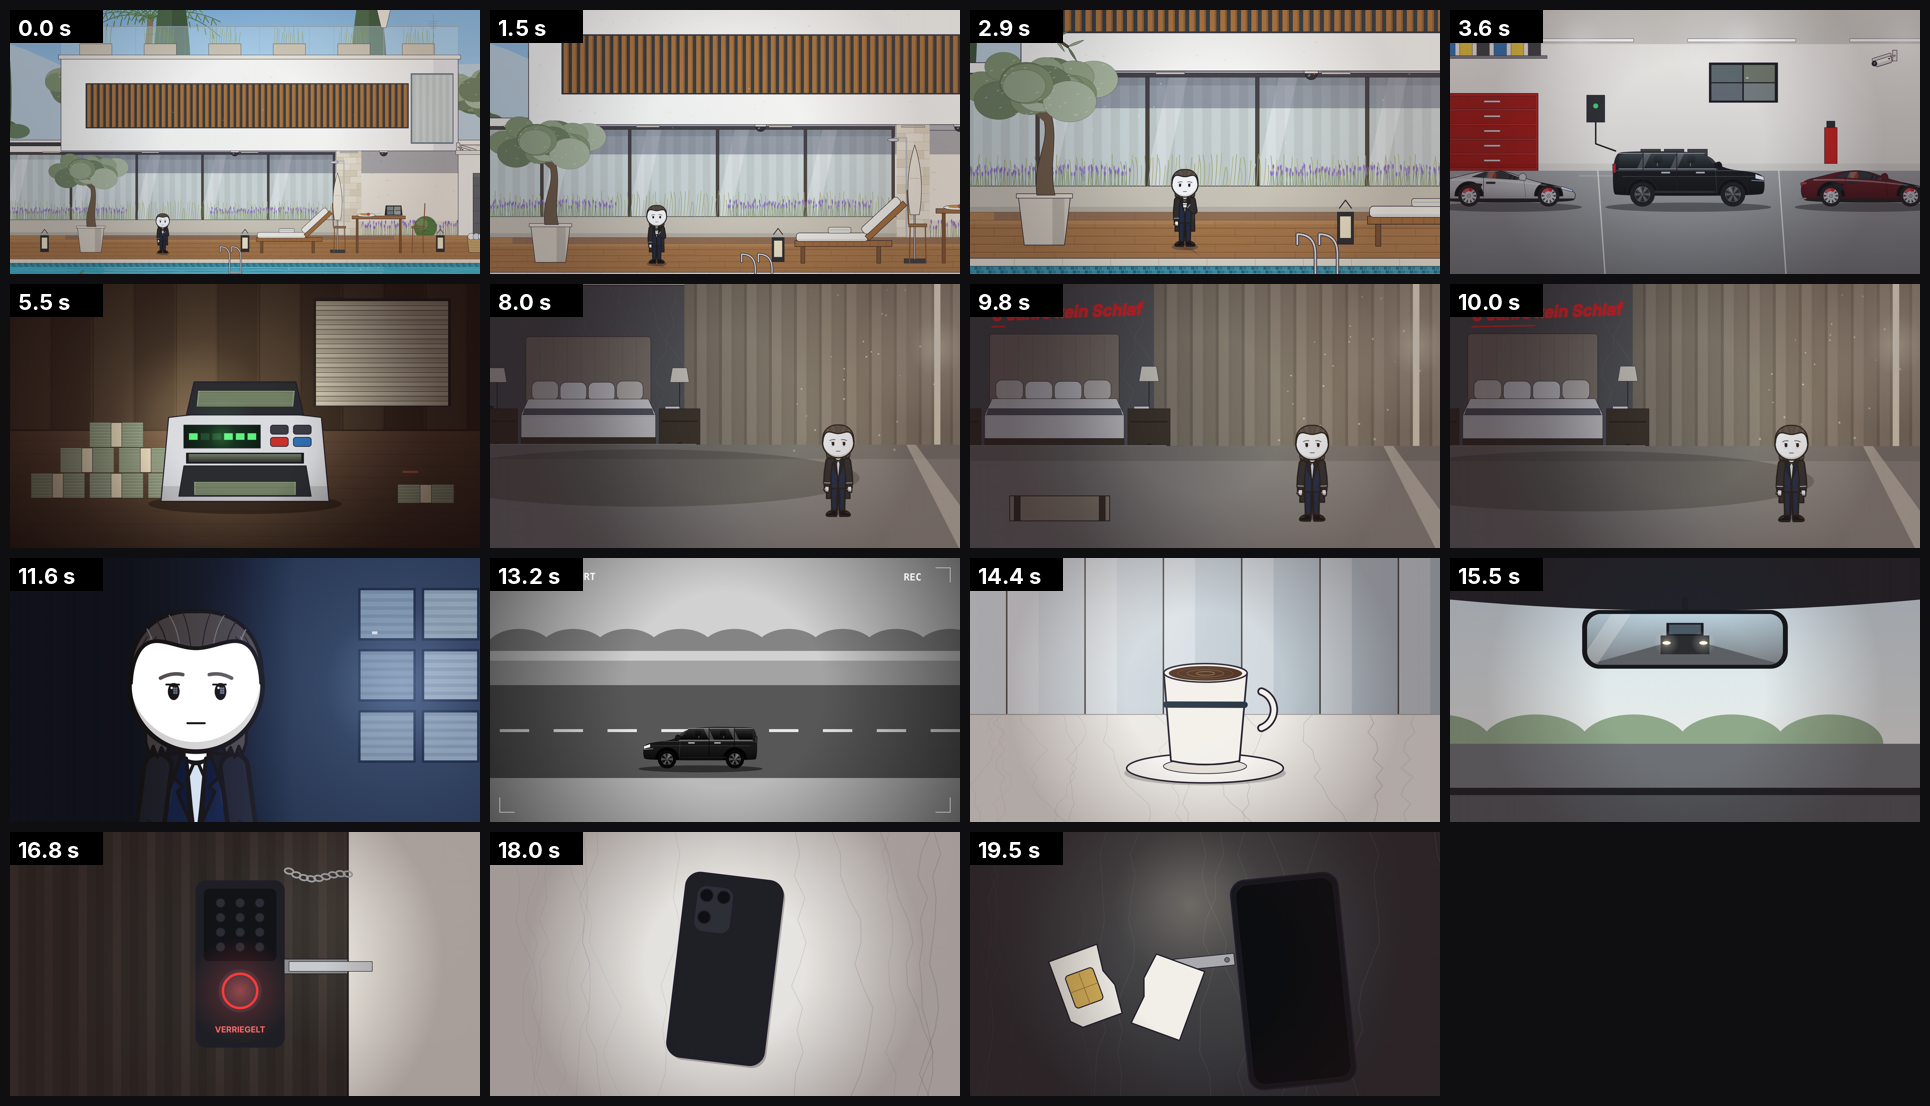 0.0 s
1.5 s
2.9 s
3.6 s
5.5 s
8.0 s
9.8 s
ein Schlaf
10.0 s
ein Schlaf
11.6 s
13.2 s
RT
REC
14.4 s
15.5 s
16.8 s
VERRIEGELT
18.0 s
19.5 s